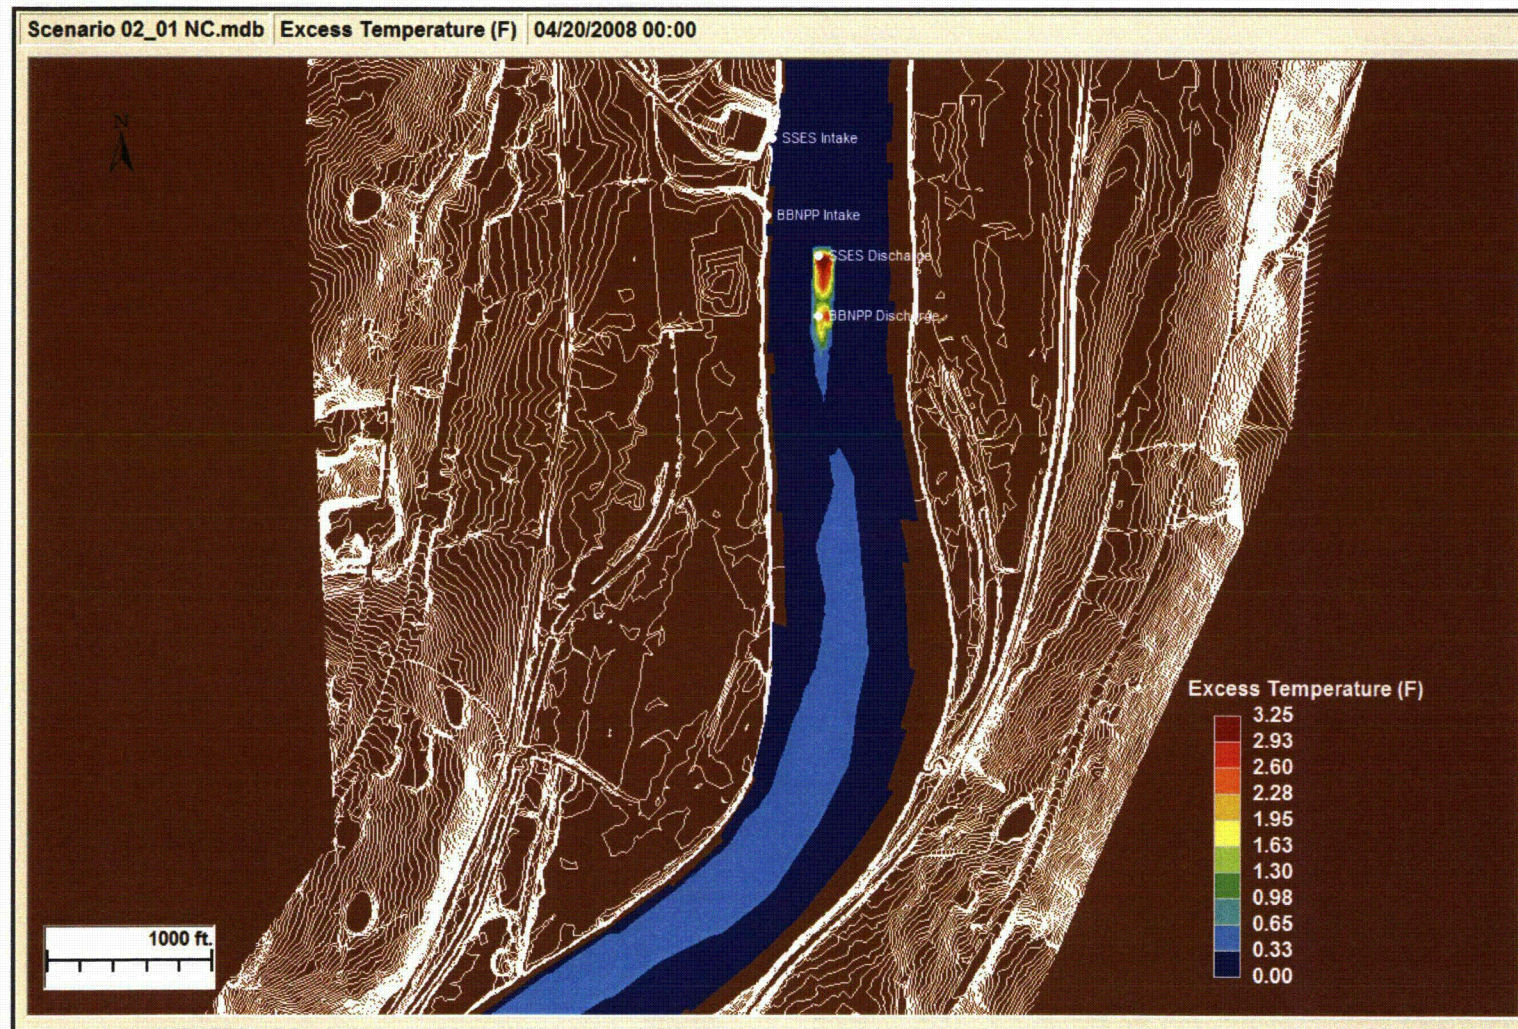 Scenario 02_01 NC.mdb Excess Temperature (F) 04/20/2008 00:00
N
SSES Intake
BBNPP Intake
SSES Discharge
BBNPP Discharge
Excess Temperature (F)
3.25
2.93
2.60
2.28
1.95
1.63
1.30
0.98
0.65
0.33
0.00
1000 ft.